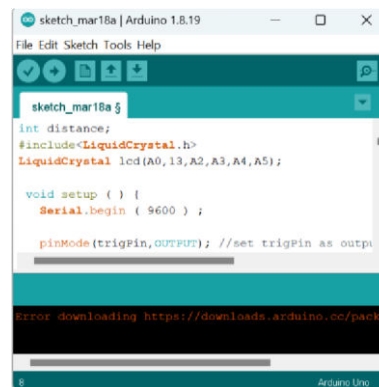 sketch_mar18a | Arduino 1.8.19
File Edit Sketch Tools Help
sketch_mar18a §
int distance;
#include<LiquidCrystal.h>
LiquidCrystal lcd(A0,13,A2,A3,A4,A5);
void setup ( ) {
Serial.begin ( 9600 ) ;
pinMode(trigPin,OUTPUT); //set trigPin as outpu
Error downloading https://downloads.arduino.cc/pack
8
Arduino Uno